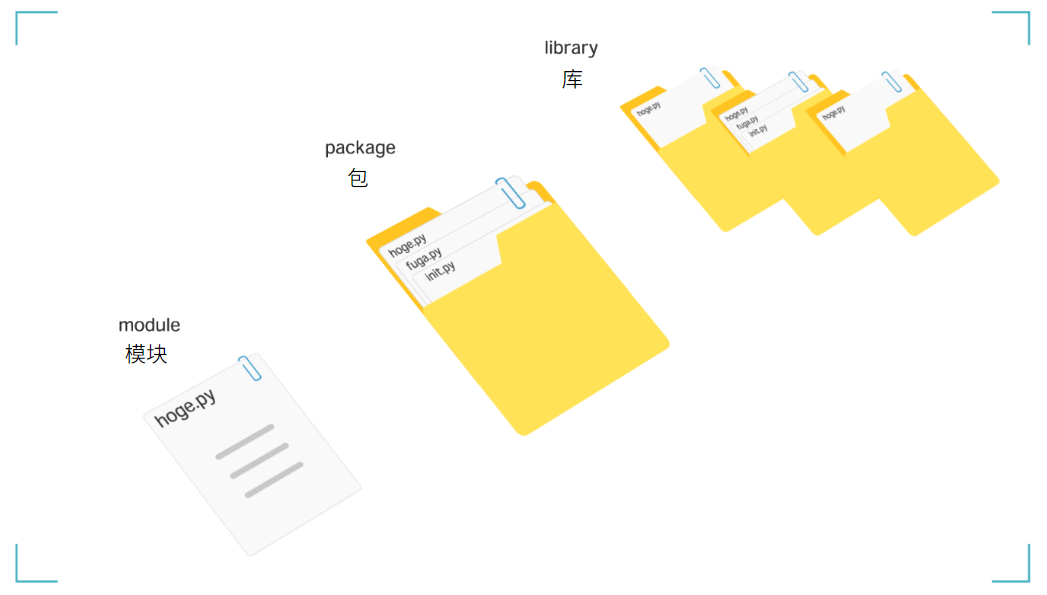 library
库
hoge.py
hoge.py
fuga.py
init.py
hoge.py
package
包
hoge.py
fuga.py
init.py
module
模块
hoge.py